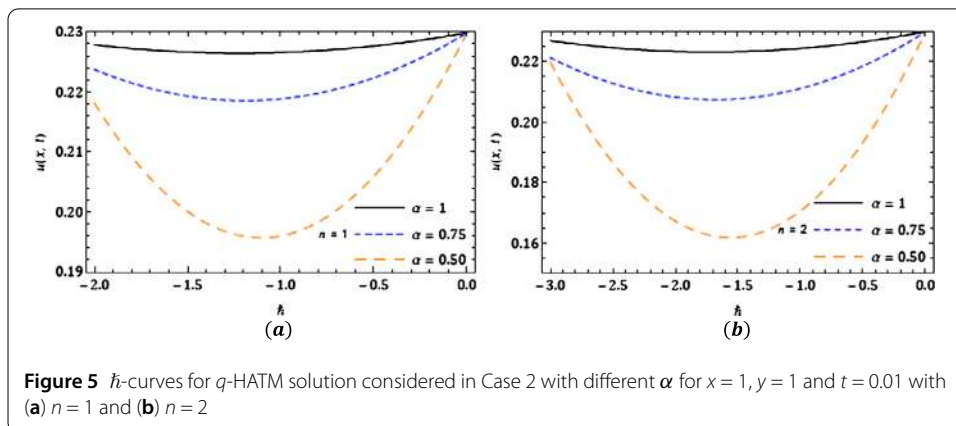 0.23
0.22
0.21
0.20
0.19
u(x, t)
n = 1
α = 1
α = 0.75
α = 0.50
−2.0 −1.5 −1.0 −0.5 0.0
ℏ
(a)
0.22
0.20
0.18
0.16
u(x, t)
n = 2
α = 1
α = 0.75
α = 0.50
−3.0 −2.5 −2.0 −1.5 −1.0 −0.5 0.0
ℏ
(b)
Figure 5 ℏ-curves for q-HATM solution considered in Case 2 with different α for x = 1, y = 1 and t = 0.01 with
(a) n = 1 and (b) n = 2